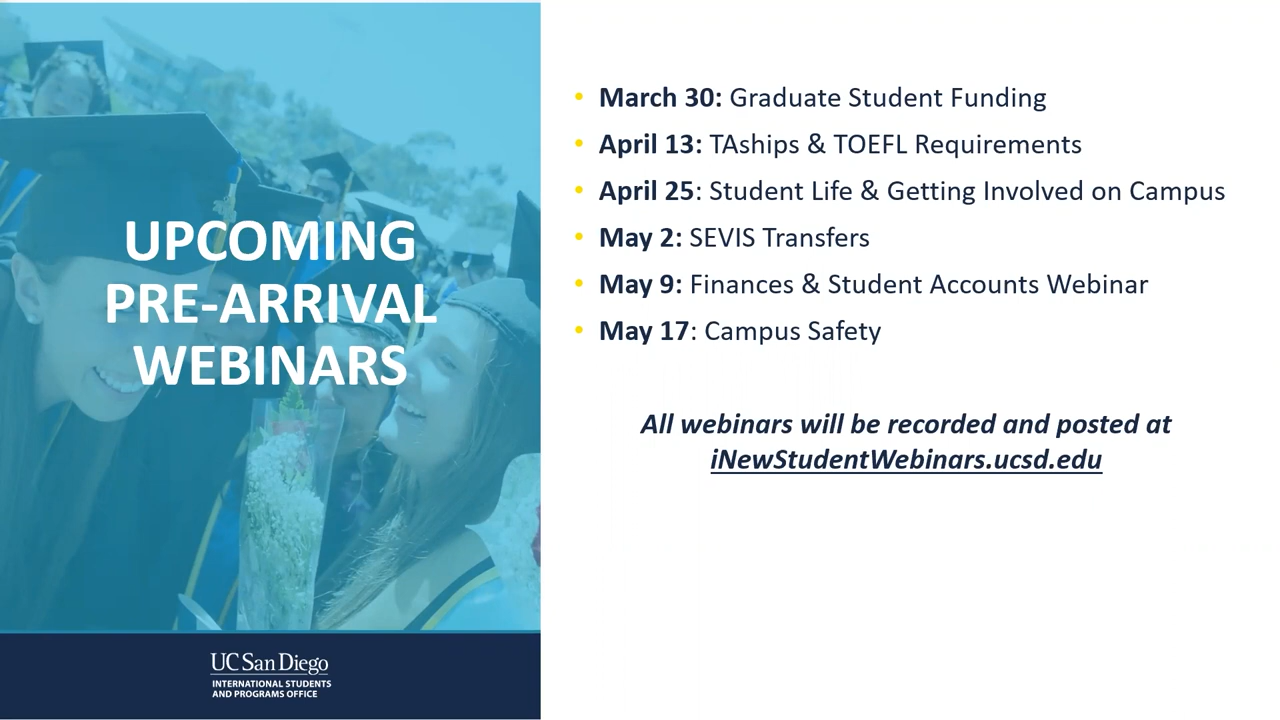 UPCOMING
PRE-ARRIVAL
WEBINARS
UC San Diego
INTERNATIONAL STUDENTS
AND PROGRAMS OFFICE
• March 30: Graduate Student Funding
• April 13: TAships & TOEFL Requirements
• April 25: Student Life & Getting Involved on Campus
• May 2: SEVIS Transfers
• May 9: Finances & Student Accounts Webinar
• May 17: Campus Safety
All webinars will be recorded and posted at
iNewStudentWebinars.ucsd.edu